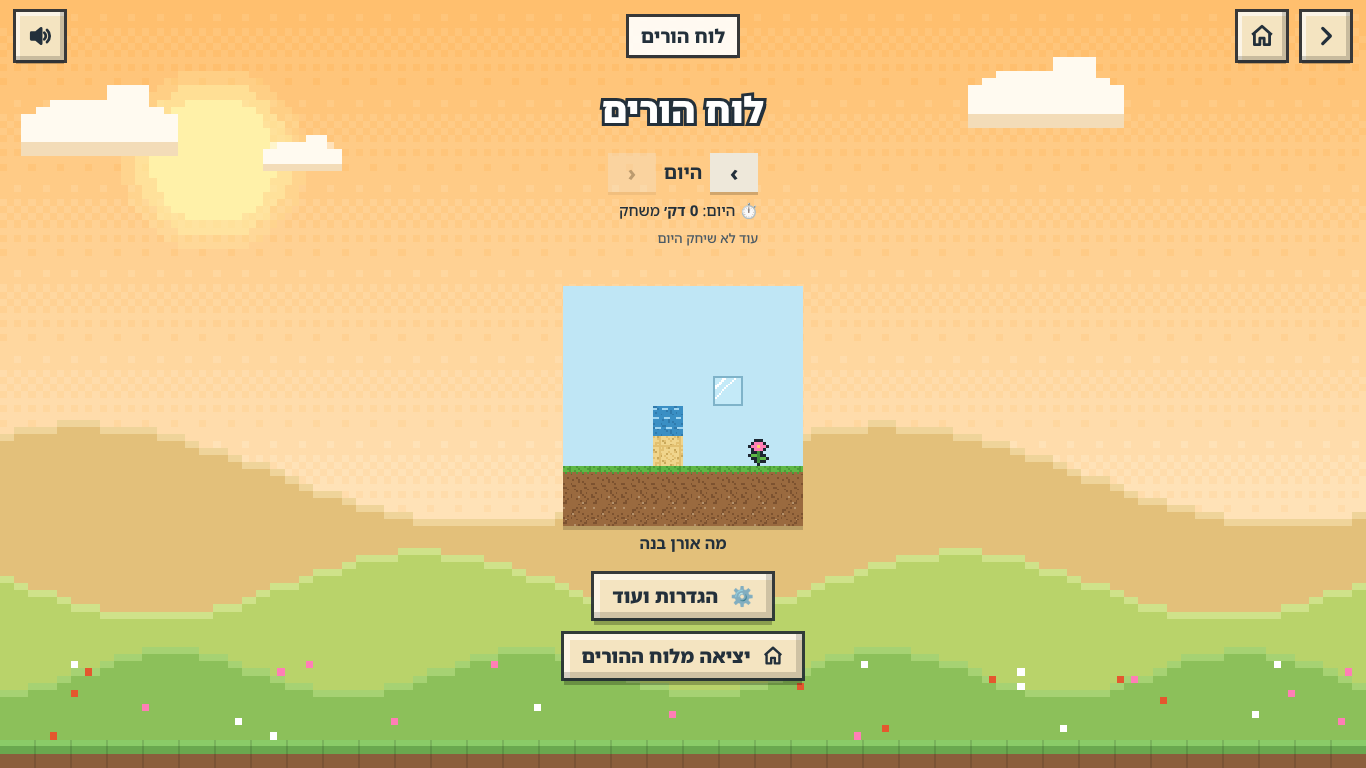 לוח הורים
לוח הורים
‹ היום ›
⏱️ היום: 0 דק׳ משחק
עוד לא שיחק היום
מה אורן בנה
⚙️ הגדרות ועוד
יציאה מלוח ההורים